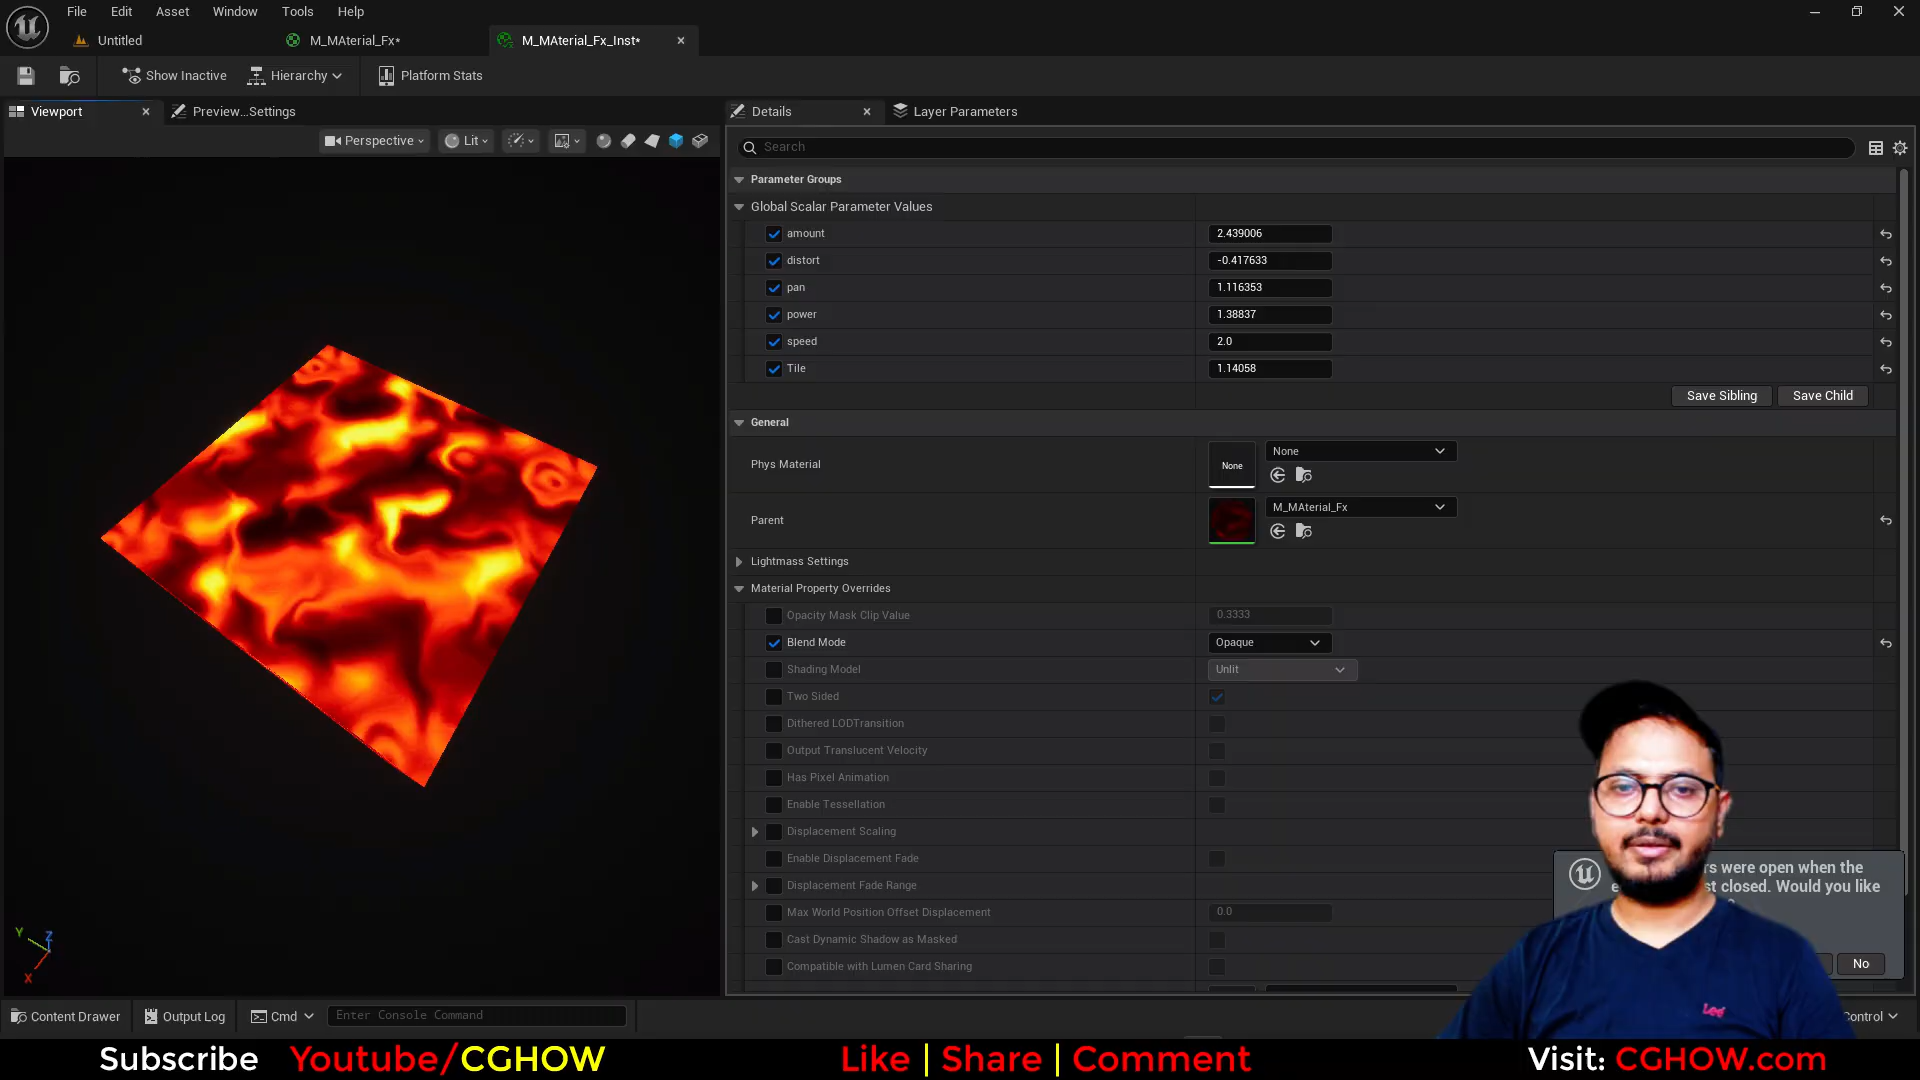 File Edit Asset Window Tools Help
Untitled M_MAterial_Fx* M_MAterial_Fx_Inst*
Show Inactive Hierarchy Platform Stats
Viewport Preview...Settings Details Layer Parameters
Perspective Lit
Search
Parameter Groups
Global Scalar Parameter Values
amount 2.439006
distort -0.417633
pan 1.116353
power 1.38837
speed 2.0
Tile 1.14058
Save Sibling Save Child
General
Phys Material None None
Parent M_MAterial_Fx
Lightmass Settings
Material Property Overrides
Opacity Mask Clip Value 0.3333
Blend Mode Opaque
Shading Model Unlit
Two Sided
Dithered LODTransition
Output Translucent Velocity
Has Pixel Animation
Enable Tessellation
Displacement Scaling
Enable Displacement Fade
Displacement Fade Range
Max World Position Offset Displacement 0.0
Cast Dynamic Shadow as Masked
Compatible with Lumen Card Sharing
were open when the
closed. Would you like
No
Y Z X
Content Drawer Output Log Cmd Enter Console Command
Subscribe Youtube/CGHOW Like | Share | Comment Visit: CGHOW.com